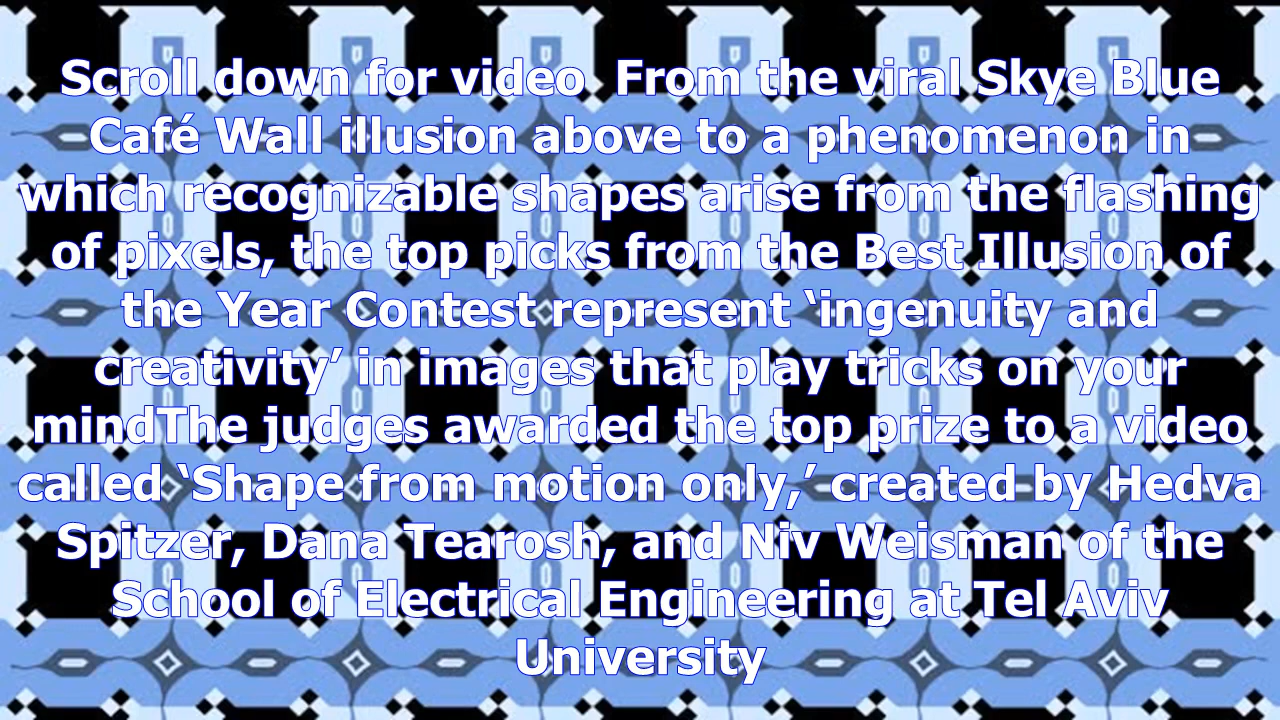 Scroll down for video  From the viral Skye Blue
Café Wall illusion above to a phenomenon in
which recognizable shapes arise from the flashing
of pixels, the top picks from the Best Illusion of
the Year Contest represent ‘ingenuity and
creativity’ in images that play tricks on your
mindThe judges awarded the top prize to a video
called ‘Shape from motion only,’ created by Hedva
Spitzer, Dana Tearosh, and Niv Weisman of the
School of Electrical Engineering at Tel Aviv
University